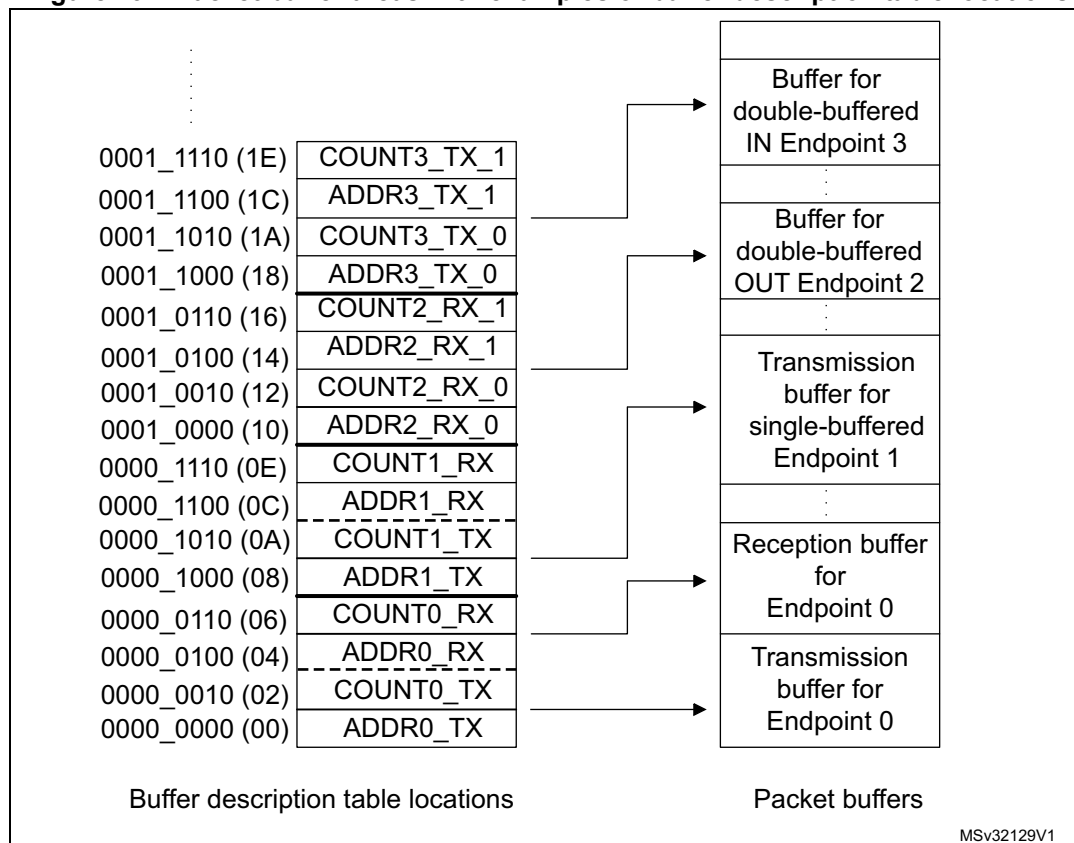 0001_1110 (1E) COUNT3_TX_1
0001_1100 (1C) ADDR3_TX_1
0001_1010 (1A) COUNT3_TX_0
0001_1000 (18) ADDR3_TX_0
0001_0110 (16) COUNT2_RX_1
0001_0100 (14) ADDR2_RX_1
0001_0010 (12) COUNT2_RX_0
0001_0000 (10) ADDR2_RX_0
0000_1110 (0E) COUNT1_RX
0000_1100 (0C) ADDR1_RX
0000_1010 (0A) COUNT1_TX
0000_1000 (08) ADDR1_TX
0000_0110 (06) COUNT0_RX
0000_0100 (04) ADDR0_RX
0000_0010 (02) COUNT0_TX
0000_0000 (00) ADDR0_TX
Buffer description table locations
Buffer for
double-buffered
IN Endpoint 3
Buffer for
double-buffered
OUT Endpoint 2
Transmission
buffer for
single-buffered
Endpoint 1
Reception buffer
for
Endpoint 0
Transmission
buffer for
Endpoint 0
Packet buffers
MSv32129V1